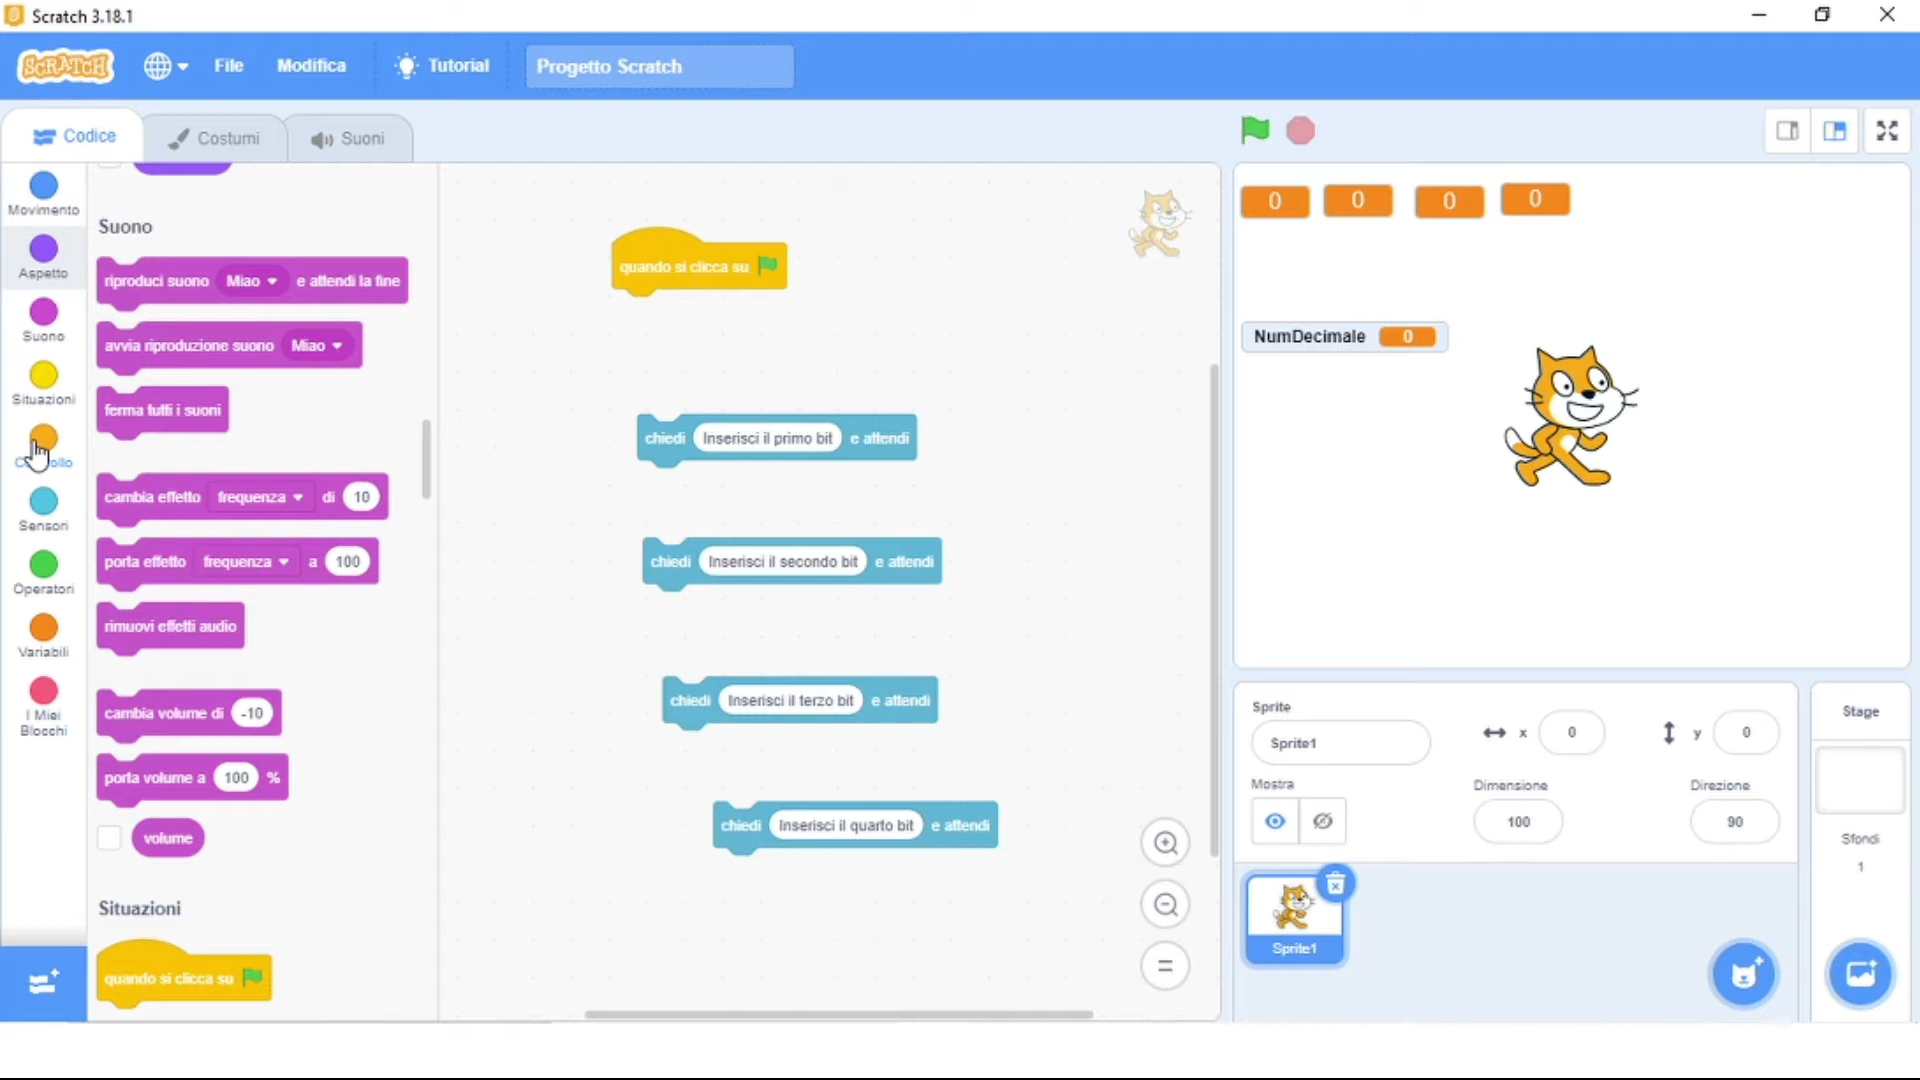 Scratch 3.18.1
SCRATCH
File
Modifica
Tutorial
Progetto Scratch
Codice
Costumi
Suoni
Movimento
Aspetto
Suono
Situazioni
Sensori
Operatori
Variabili
I Miei
Blocchi
Suono
riproduci suono Miao e attendi la fine
avvia riproduzione suono Miao
ferma tutti i suoni
cambia effetto frequenza di 10
porta effetto frequenza a 100
rimuovi effetti audio
cambia volume di -10
porta volume a 100 %
volume
Situazioni
quando si clicca su
quando si clicca su
chiedi Inserisci il primo bit e attendi
chiedi Inserisci il secondo bit e attendi
chiedi Inserisci il terzo bit e attendi
chiedi Inserisci il quarto bit e attendi
0 0 0 0
NumDecimale 0
Sprite
Sprite1
x 0
y 0
Mostra
Dimensione
100
Direzione
90
Sprite1
Stage
Sfondi
1